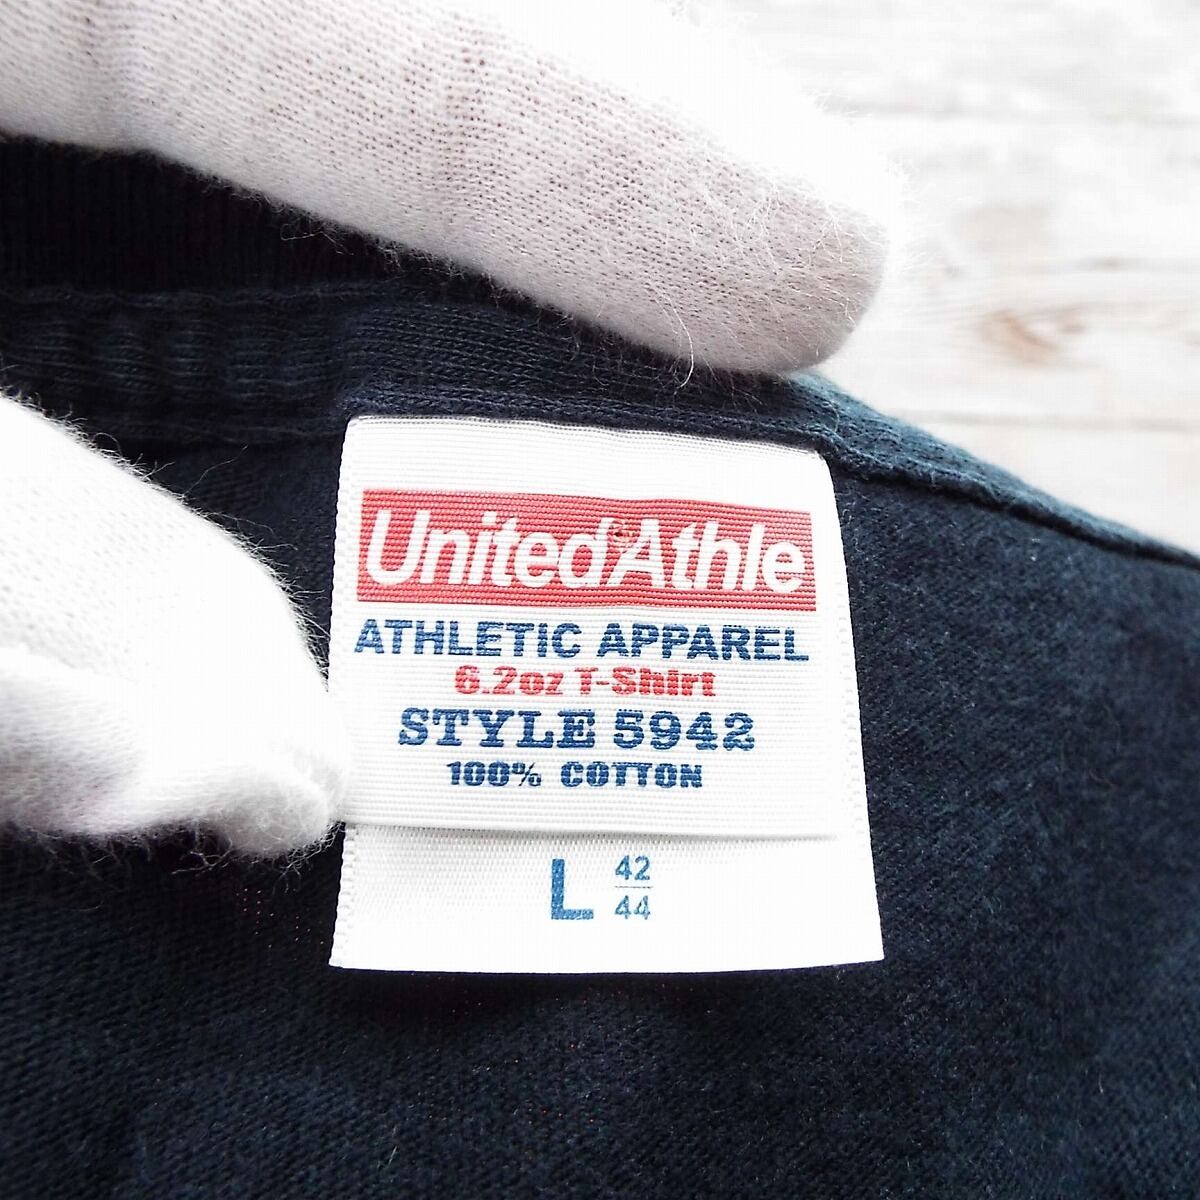 United Athle
ATHLETIC APPAREL
6.2oz T-Shirt
STYLE 5942
100% COTTON
L 42
44